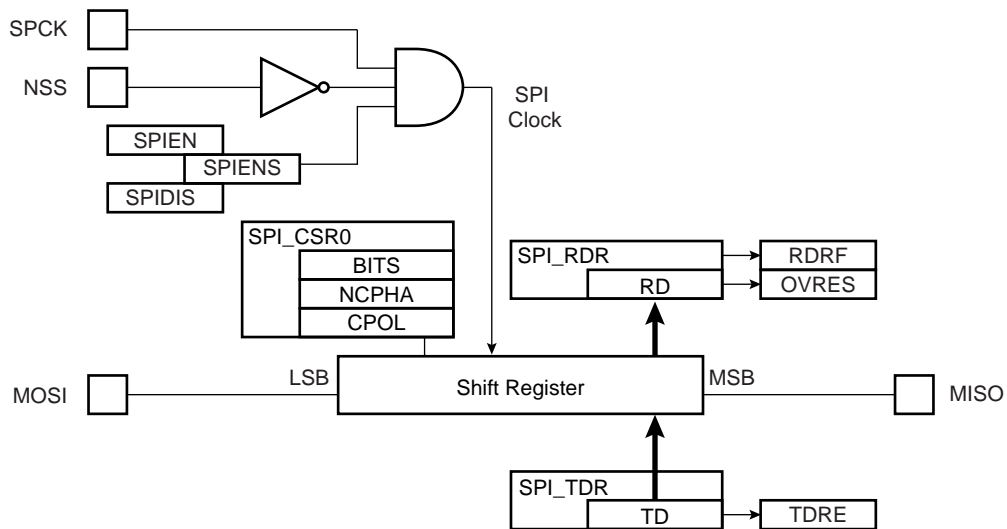 SPCK
NSS
SPI
Clock
SPIEN
SPIENS
SPIDIS
SPI_CSR0
BITS
NCPHA
CPOL
SPI_RDR
RD
RDRF
OVRES
MOSI
LSB
Shift Register
MSB
MISO
SPI_TDR
TD
TDRE